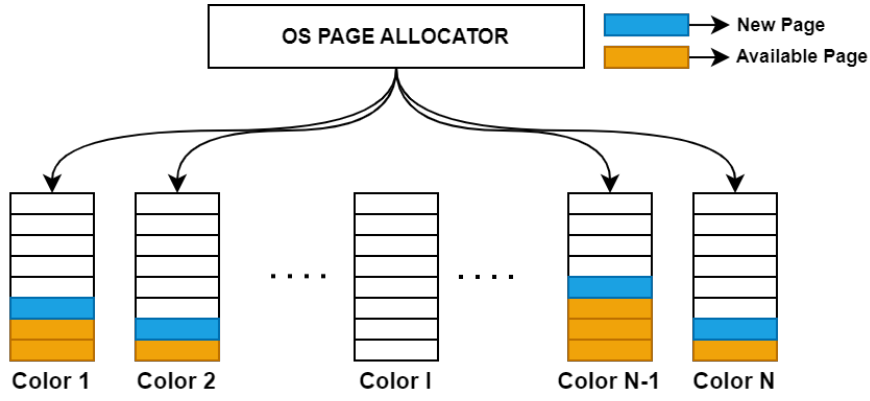 OS PAGE ALLOCATOR
New Page
Available Page
Color 1
Color 2
Color I
Color N-1
Color N